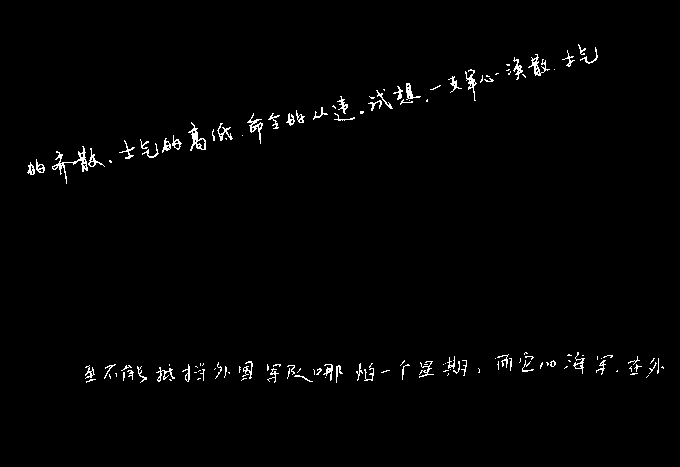 的齐散、士气的高低、命令的从违。试想,一支军心涣散、士气
至不能抵挡外国军队哪怕一个星期,而它的海军,在外